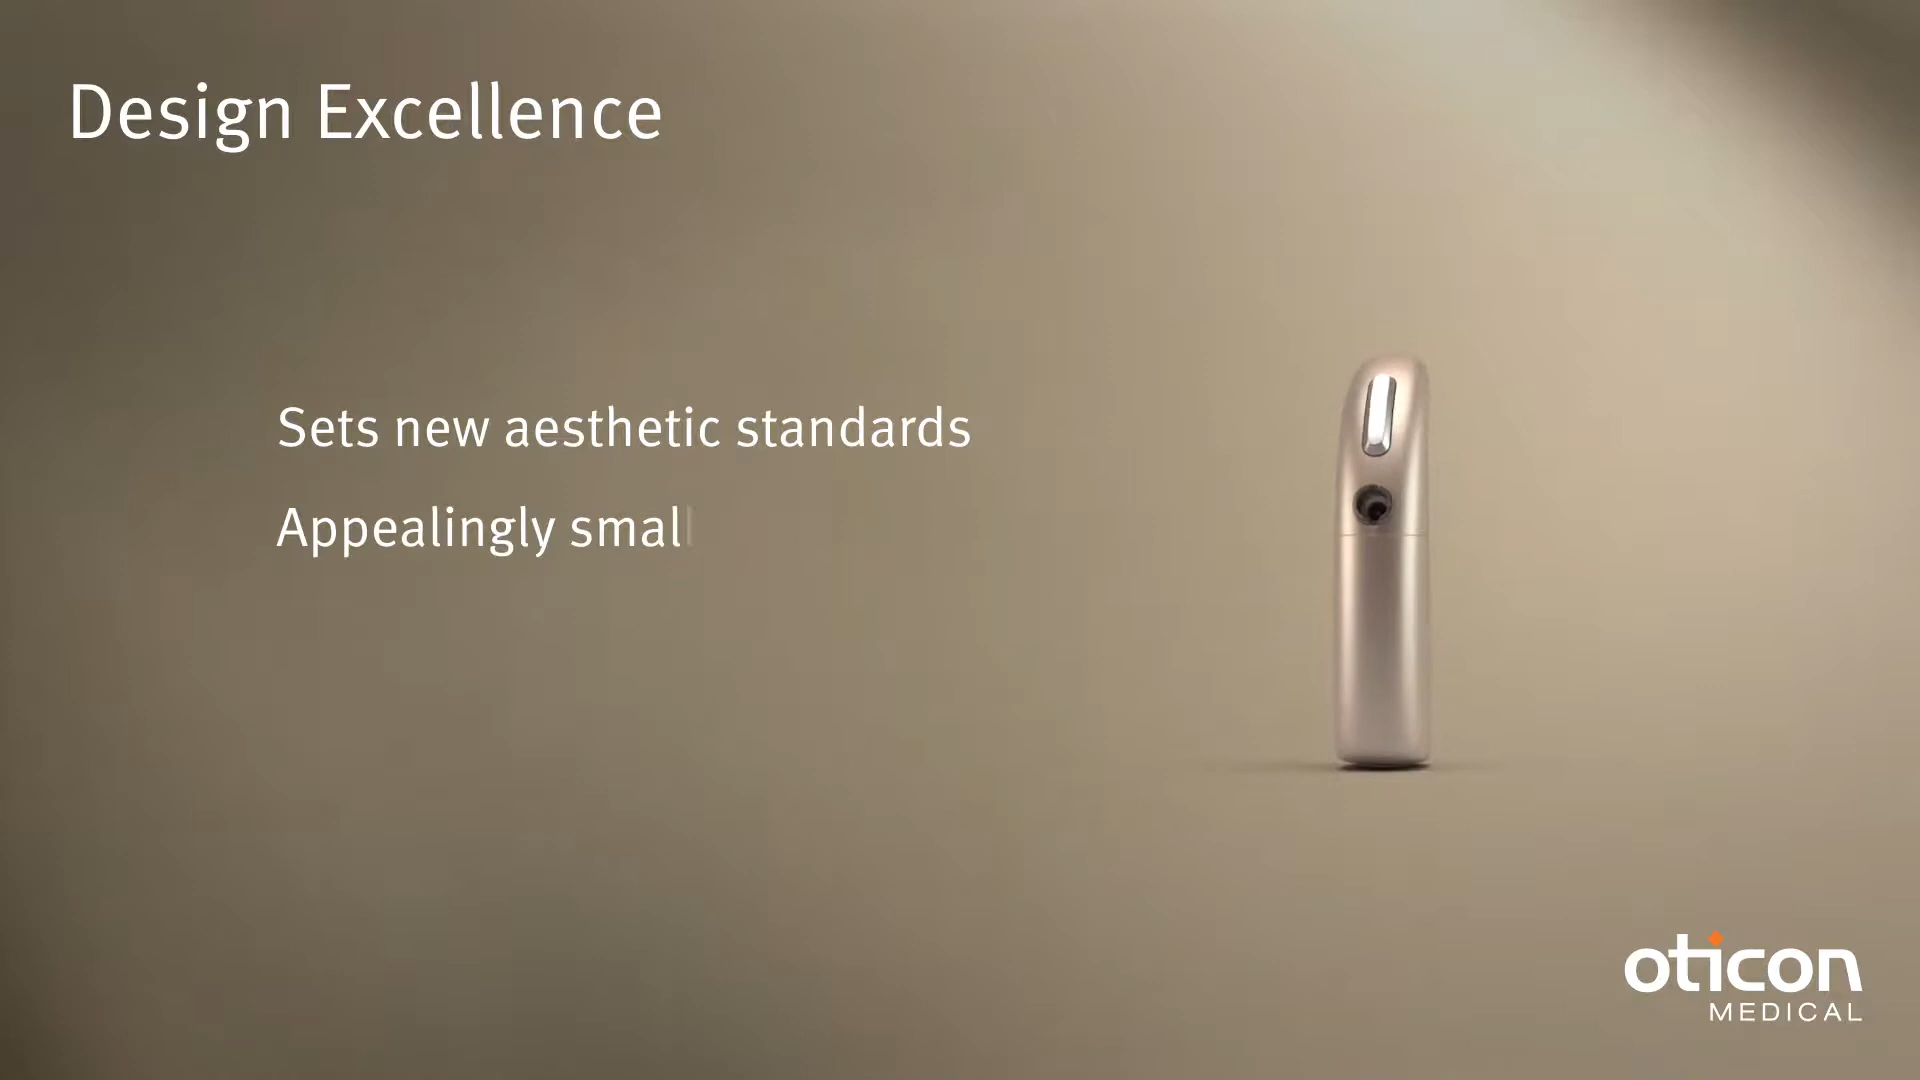 Design Excellence
Sets new aesthetic standards
Appealingly small
oticon
MEDICAL